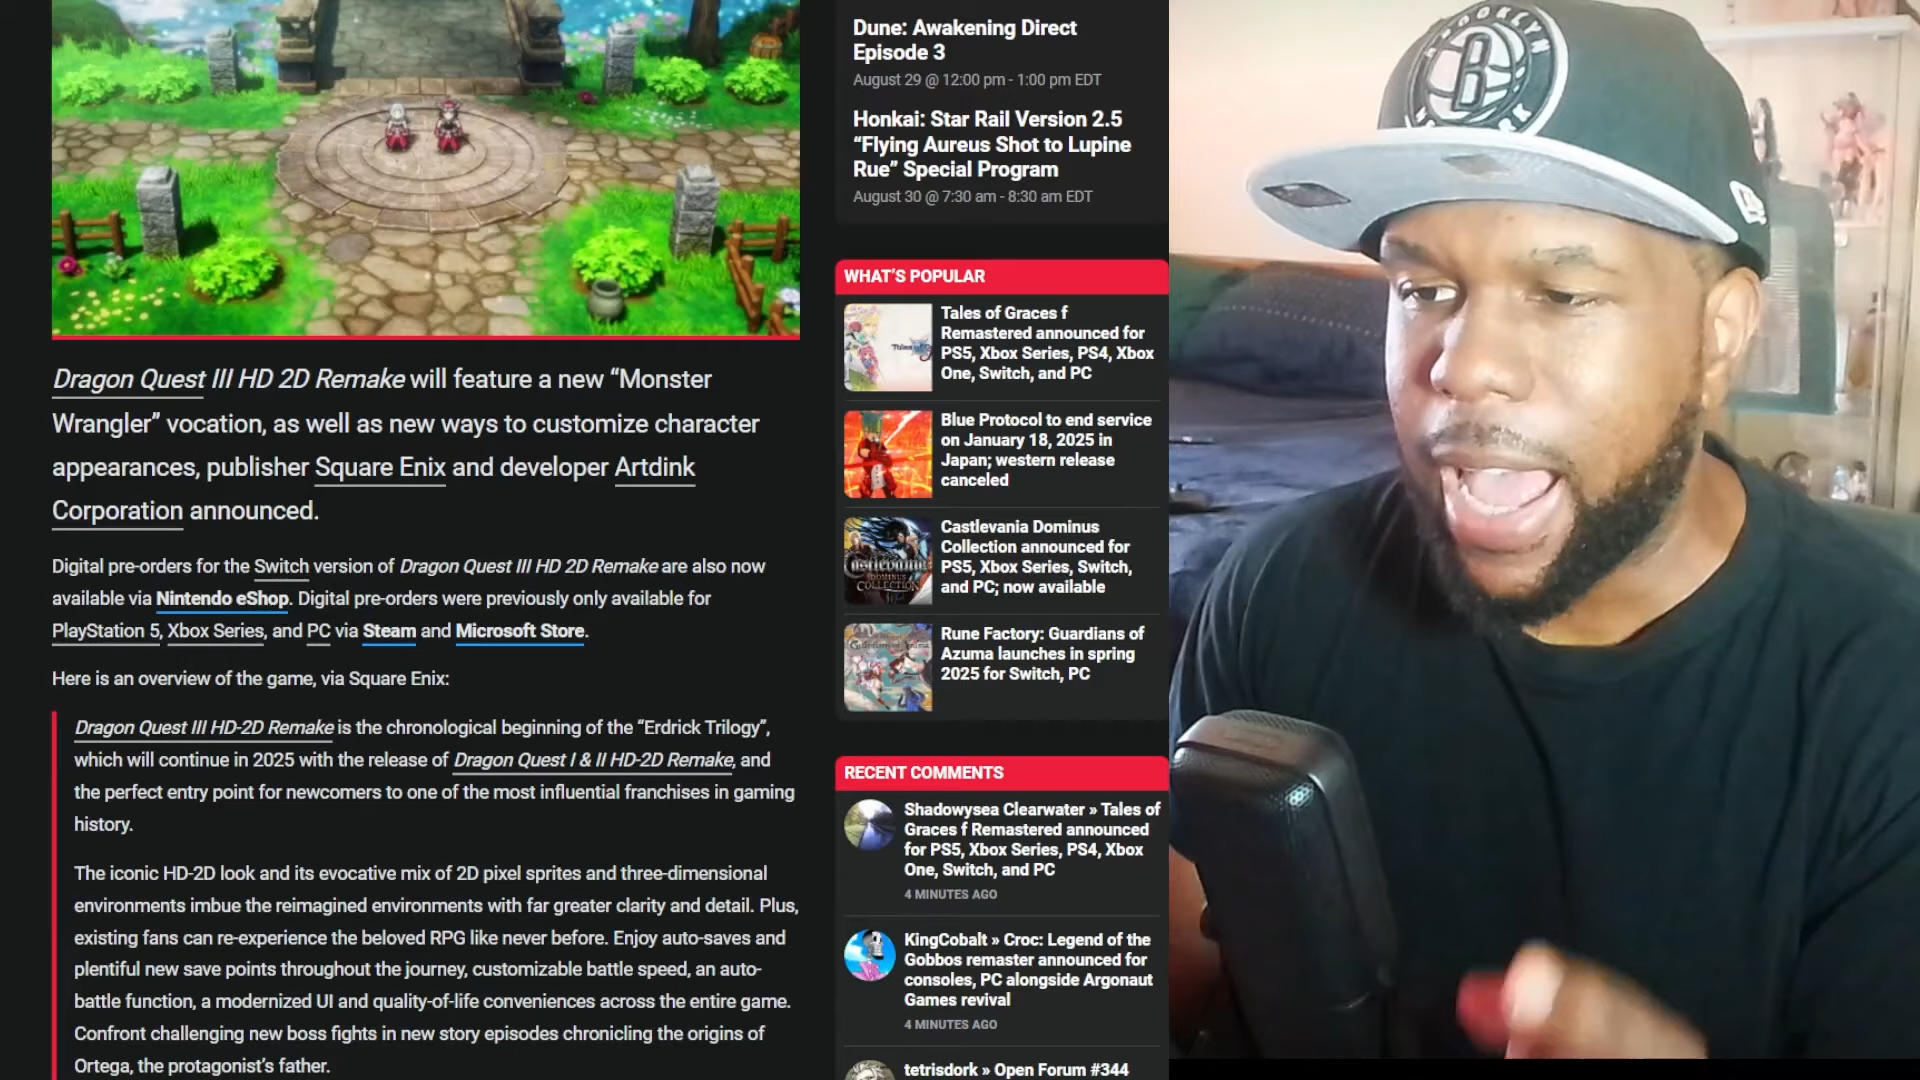 Dragon Quest III HD 2D Remake will feature a new “Monster
Wrangler” vocation, as well as new ways to customize character
appearances, publisher Square Enix and developer Artdink
Corporation announced.
Digital pre-orders for the Switch version of Dragon Quest III HD 2D Remake are also now
available via Nintendo eShop. Digital pre-orders were previously only available for
PlayStation 5, Xbox Series, and PC via Steam and Microsoft Store.
Here is an overview of the game, via Square Enix:
Dragon Quest III HD-2D Remake is the chronological beginning of the “Erdrick Trilogy”,
which will continue in 2025 with the release of Dragon Quest I & II HD-2D Remake, and
the perfect entry point for newcomers to one of the most influential franchises in gaming
history.
The iconic HD-2D look and its evocative mix of 2D pixel sprites and three-dimensional
environments imbue the reimagined environments with far greater clarity and detail. Plus,
existing fans can re-experience the beloved RPG like never before. Enjoy auto-saves and
plentiful new save points throughout the journey, customizable battle speed, an auto-
battle function, a modernized UI and quality-of-life conveniences across the entire game.
Confront challenging new boss fights in new story episodes chronicling the origins of
Ortega, the protagonist’s father.
Dune: Awakening Direct
Episode 3
August 29 @ 12:00 pm - 1:00 pm EDT
Honkai: Star Rail Version 2.5
“Flying Aureus Shot to Lupine
Rue” Special Program
August 30 @ 7:30 am - 8:30 am EDT
WHAT’S POPULAR
Tales of Graces f
Remastered announced for
PS5, Xbox Series, PS4, Xbox
One, Switch, and PC
Blue Protocol to end service
on January 18, 2025 in
Japan; western release
canceled
Castlevania Dominus
Collection announced for
PS5, Xbox Series, Switch,
and PC; now available
Castlevania
DOMINUS
COLLECTION
Rune Factory: Guardians of
Azuma launches in spring
2025 for Switch, PC
RECENT COMMENTS
Shadowysea Clearwater » Tales of
Graces f Remastered announced
for PS5, Xbox Series, PS4, Xbox
One, Switch, and PC
4 MINUTES AGO
KingCobalt » Croc: Legend of the
Gobbos remaster announced for
consoles, PC alongside Argonaut
Games revival
4 MINUTES AGO
tetrisdork » Open Forum #344
BROOKLYN
B